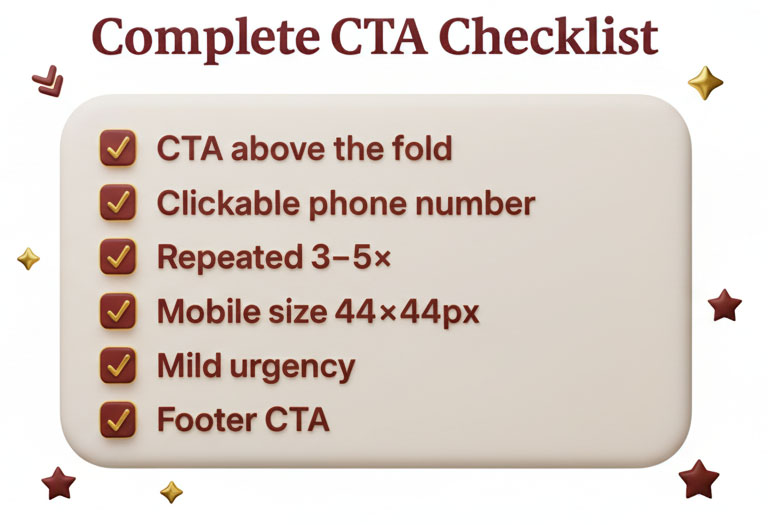 Complete CTA Checklist
CTA above the fold
Clickable phone number
Repeated 3–5×
Mobile size 44×44px
Mild urgency
Footer CTA